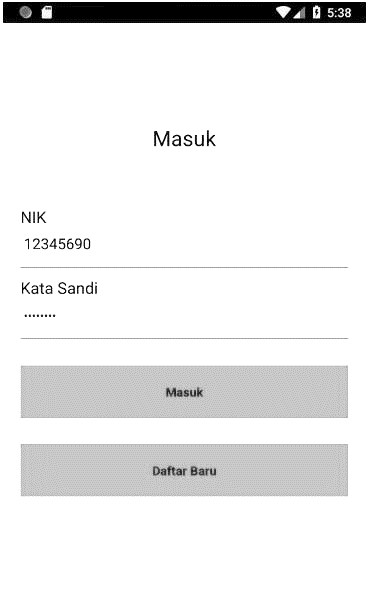 5:38
Masuk
NIK
12345690
Kata Sandi
••••••••
Masuk
Daftar Baru